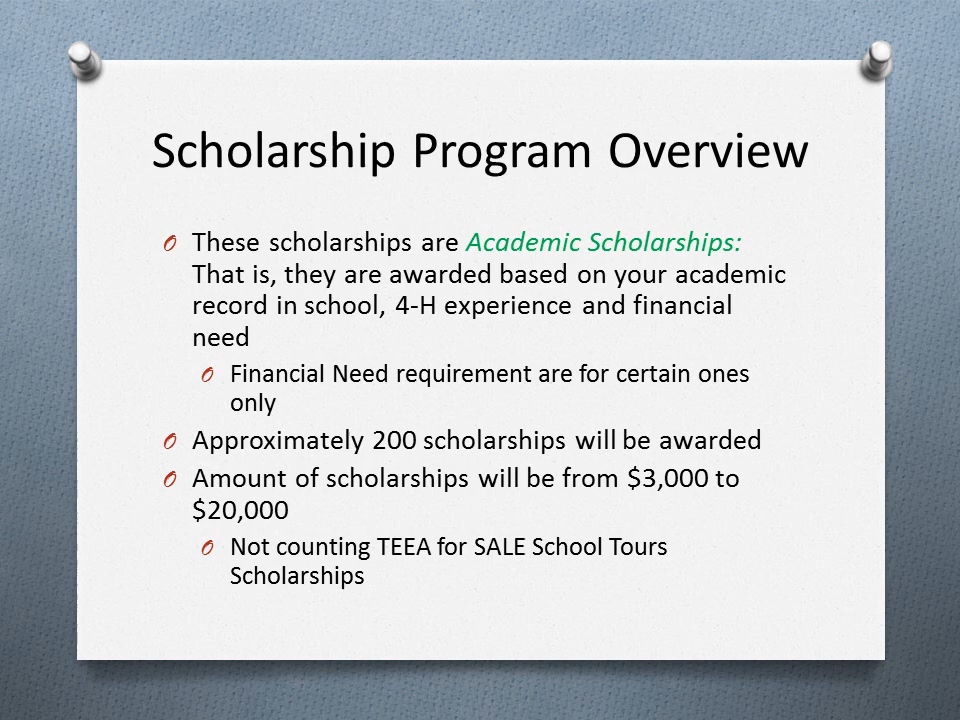 Scholarship Program Overview
These scholarships are Academic Scholarships:
That is, they are awarded based on your academic
record in school, 4-H experience and financial
need
Financial Need requirement are for certain ones
only
Approximately 200 scholarships will be awarded
Amount of scholarships will be from $3,000 to
$20,000
Not counting TEEA for SALE School Tours
Scholarships